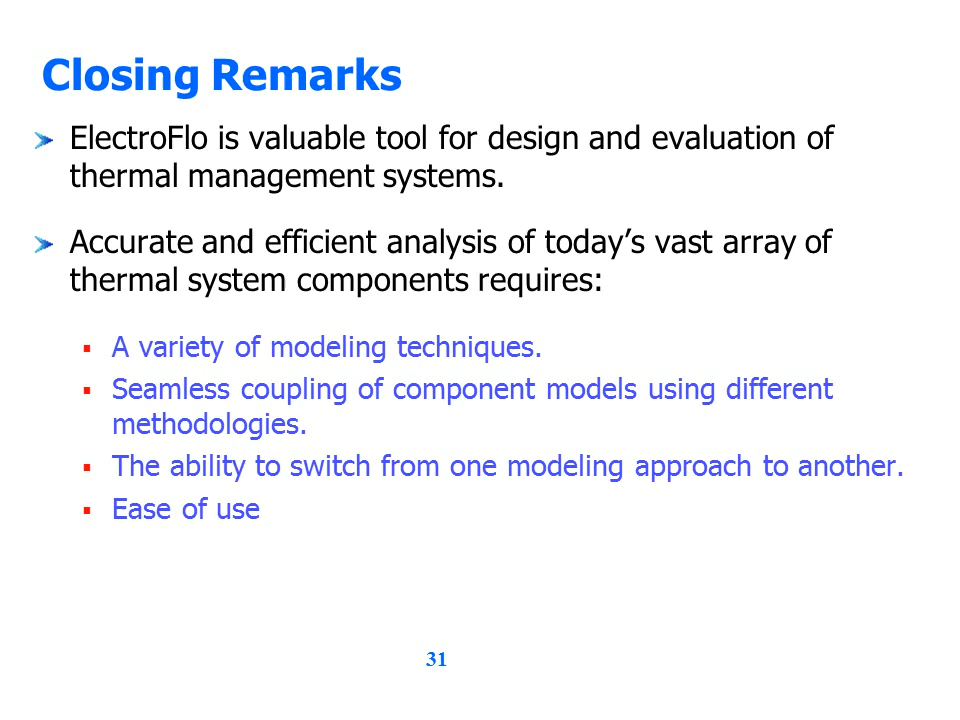 Closing Remarks
ElectroFlo is valuable tool for design and evaluation of
thermal management systems.
Accurate and efficient analysis of today’s vast array of
thermal system components requires:
A variety of modeling techniques.
Seamless coupling of component models using different
methodologies.
The ability to switch from one modeling approach to another.
Ease of use
31